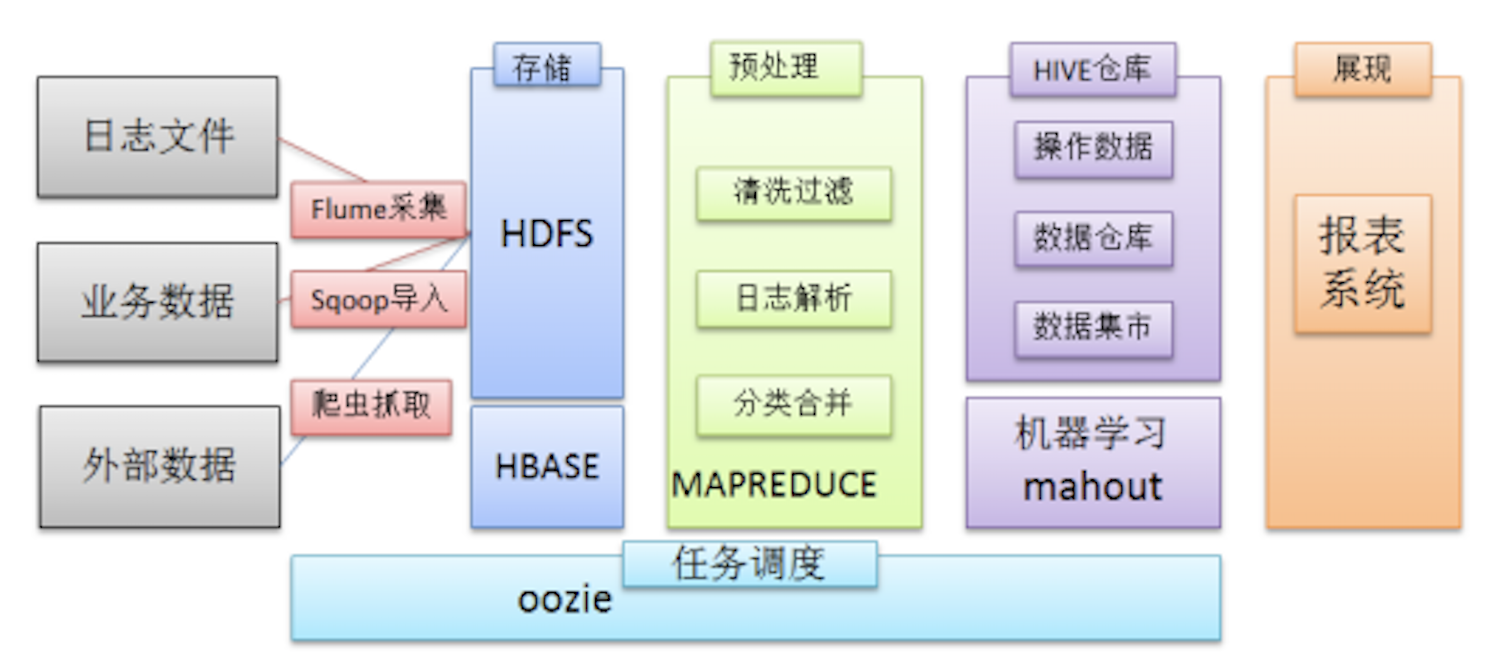 日志文件
业务数据
外部数据
Flume采集
Sqoop导入
爬虫抓取
存储
HDFS
HBASE
预处理
清洗过滤
日志解析
分类合并
MAPREDUCE
HIVE仓库
操作数据
数据仓库
数据集市
机器学习
mahout
展现
报表
系统
任务调度
oozie